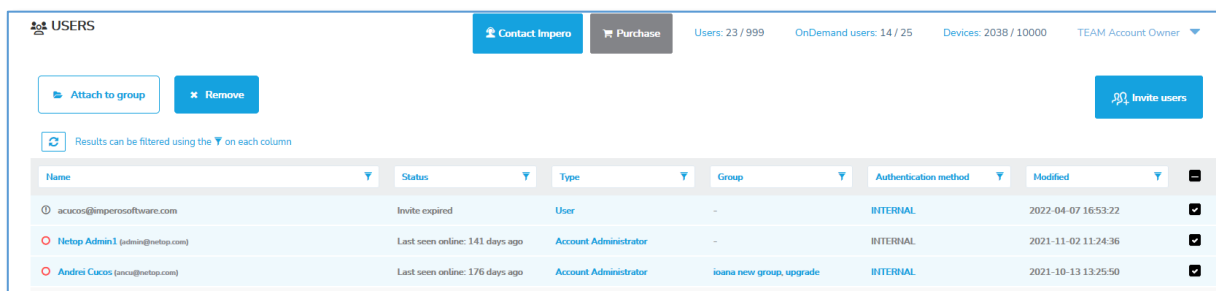 USERS
Contact Impero Purchase Users: 23 / 999 OnDemand users: 14 / 25 Devices: 2038 / 10000 TEAM Account Owner
Attach to group Remove Invite users
Results can be filtered using the on each column
Name Status Type Group Authentication method Modified
acucos@imperosoftware.com Invite expired User - INTERNAL 2022-04-07 16:53:22
Netop Admin1 (admin@netop.com) Last seen online: 141 days ago Account Administrator - INTERNAL 2021-11-02 11:24:36
Andrei Cucos (ancu@netop.com) Last seen online: 176 days ago Account Administrator ioana new group, upgrade INTERNAL 2021-10-13 13:25:50